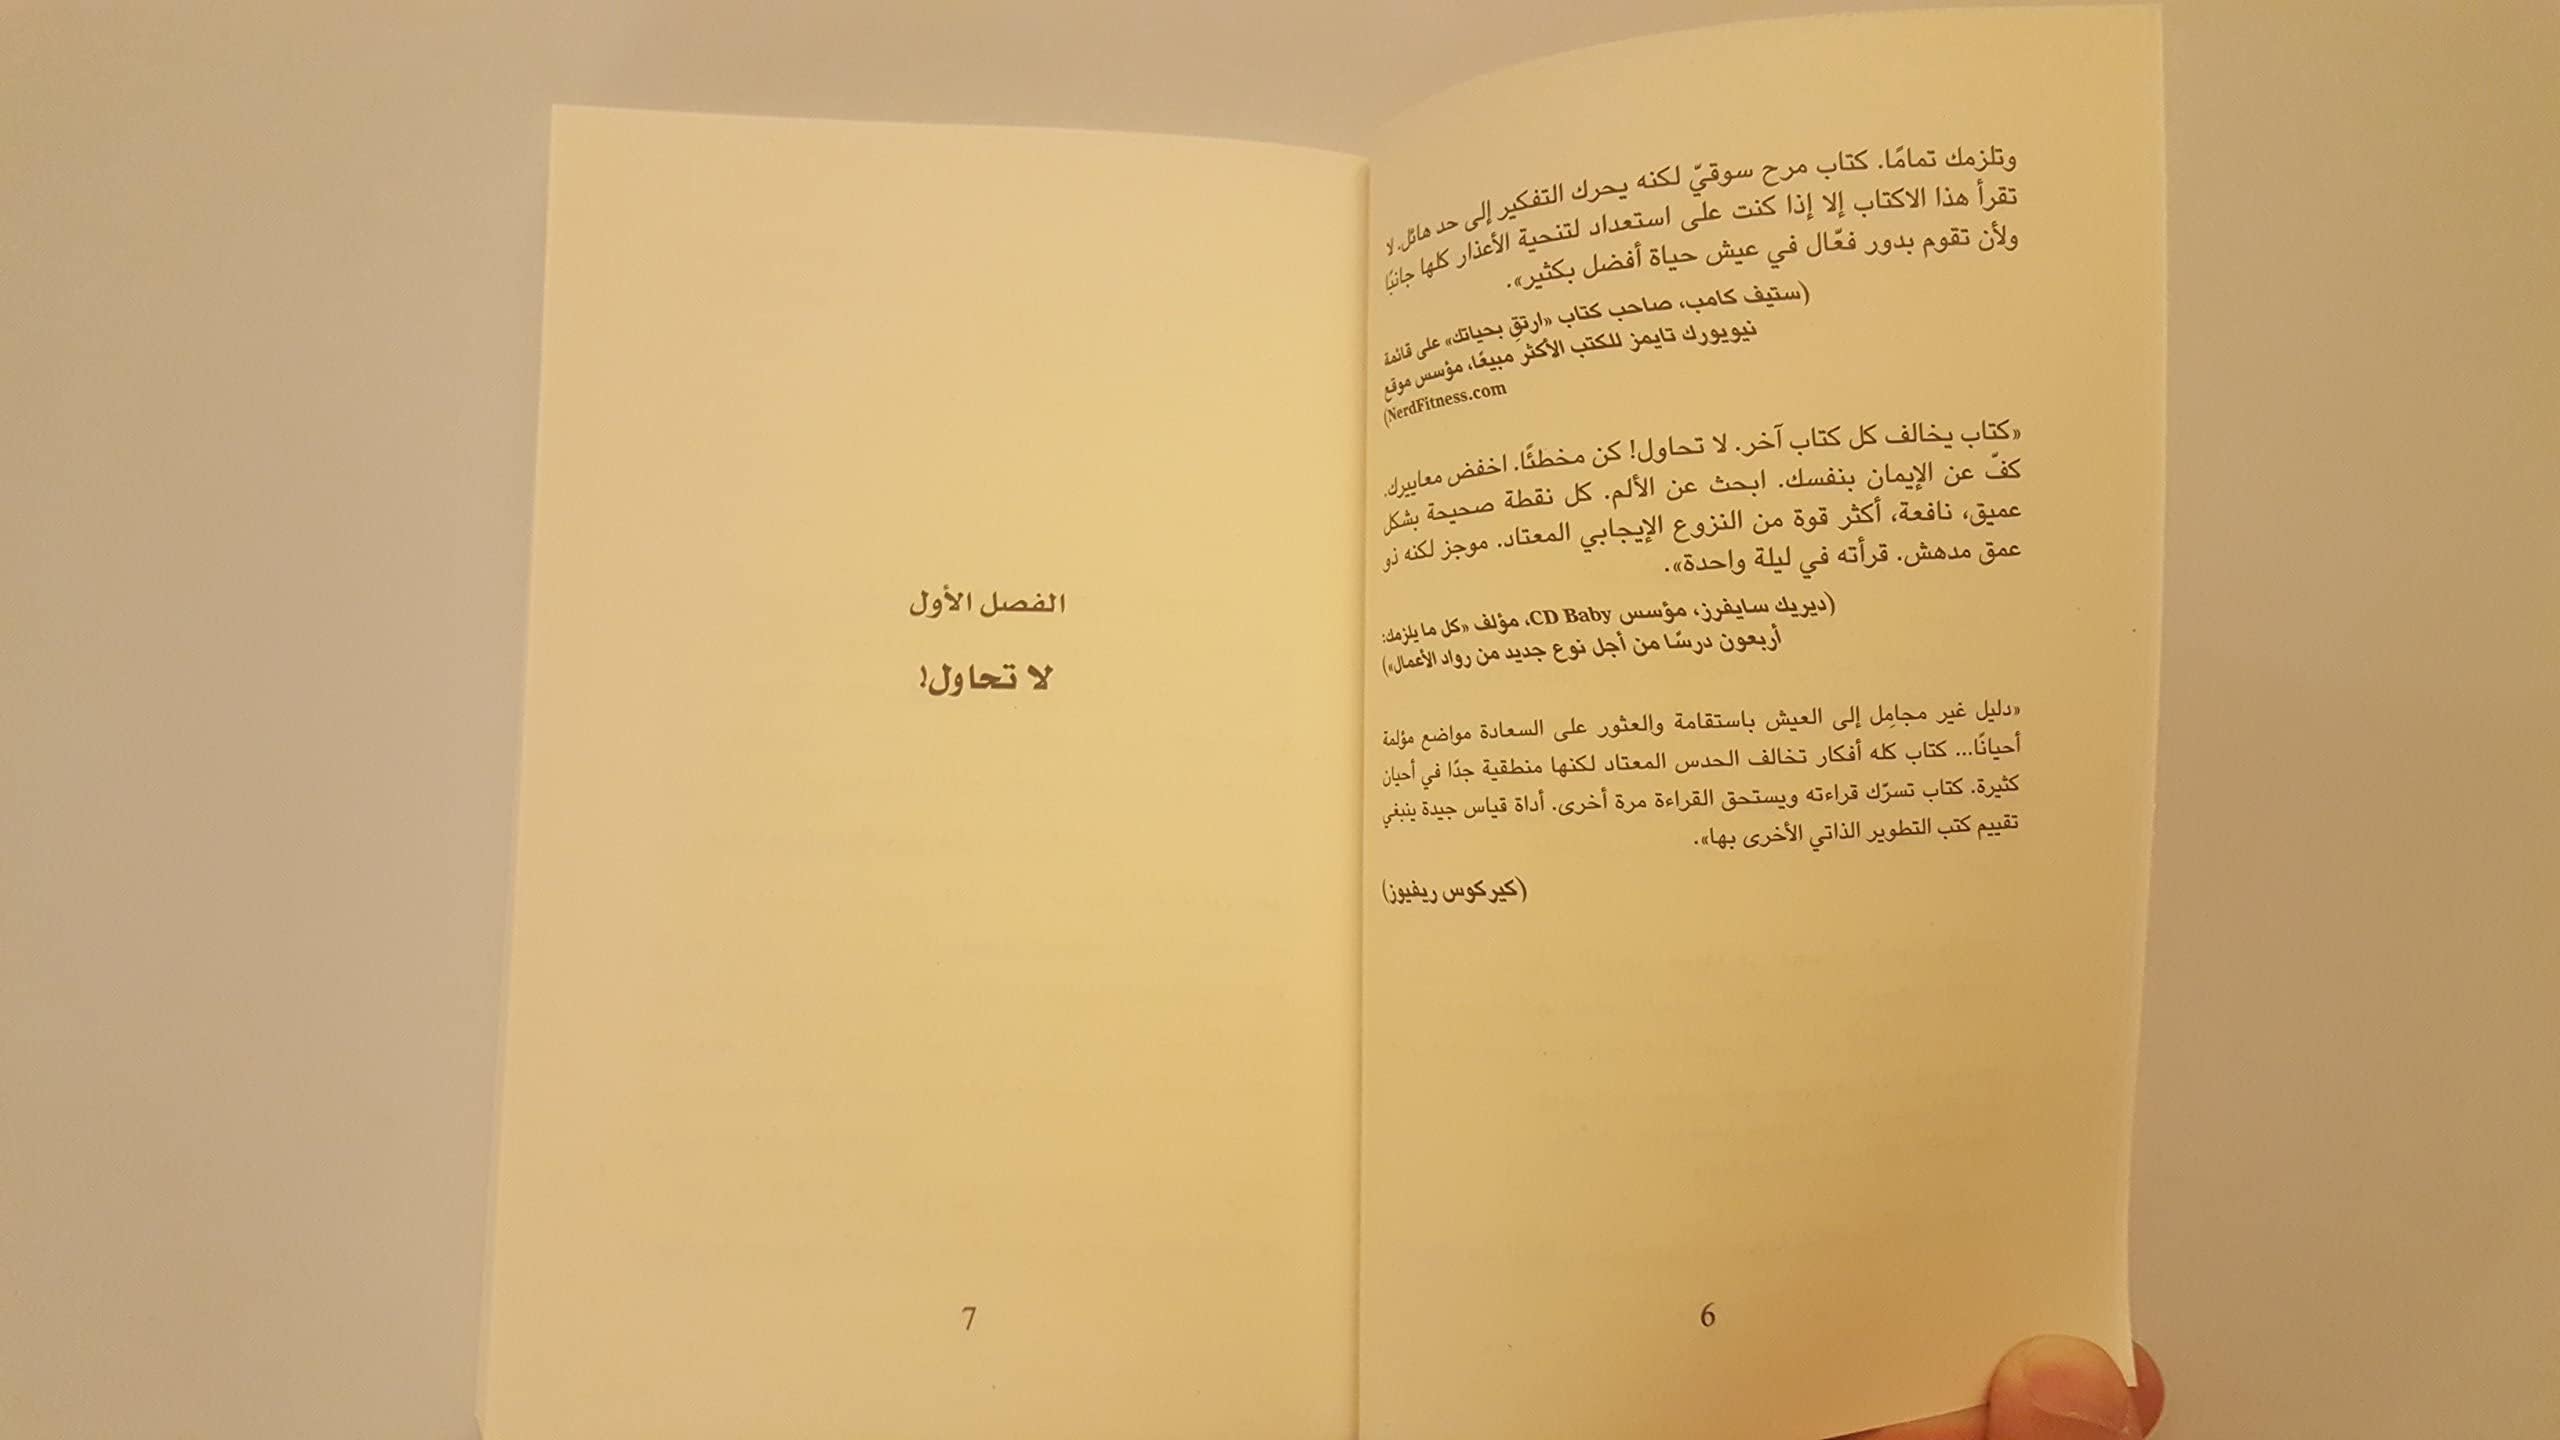 وتلزمك تمامًا. كتاب مرح سوقيّ لكنه يحرك التفكير إلى حد هائل. لا
تقرأ هذا الاكتاب إلا إذا كنت على استعداد لتنحية الأعذار كلها جانبًا
ولأن تقوم بدور فعّال في عيش حياة أفضل بكثير».
(ستيف كامب، صاحب كتاب «ارتقِ بحياتك» على قائمة
نيويورك تايمز للكتب الأكثر مبيعًا، مؤسس موقع
NerdFitness.com)
«كتاب يخالف كل كتاب آخر. لا تحاول! كن مخطئًا. اخفض معاييرك.
كفّ عن الإيمان بنفسك. ابحث عن الألم. كل نقطة صحيحة بشكل
عميق، نافعة، أكثر قوة من النزوع الإيجابي المعتاد. موجز لكنه ذو
عمق مدهش. قرأته في ليلة واحدة».
(ديريك سايفرز، مؤسس CD Baby، مؤلف «كل ما يلزمك:
أربعون درسًا من أجل نوع جديد من رواد الأعمال»)
«دليل غير مجامِل إلى العيش باستقامة والعثور على السعادة مواضع مؤلمة
أحيانًا... كتاب كله أفكار تخالف الحدس المعتاد لكنها منطقية جدًا في أحيان
كثيرة. كتاب تسرّك قراءته ويستحق القراءة مرة أخرى. أداة قياس جيدة ينبغي
تقييم كتب التطوير الذاتي الأخرى بها».
(كيركوس ريفيوز)
6
الفصل الأول
لا تحاول!
7